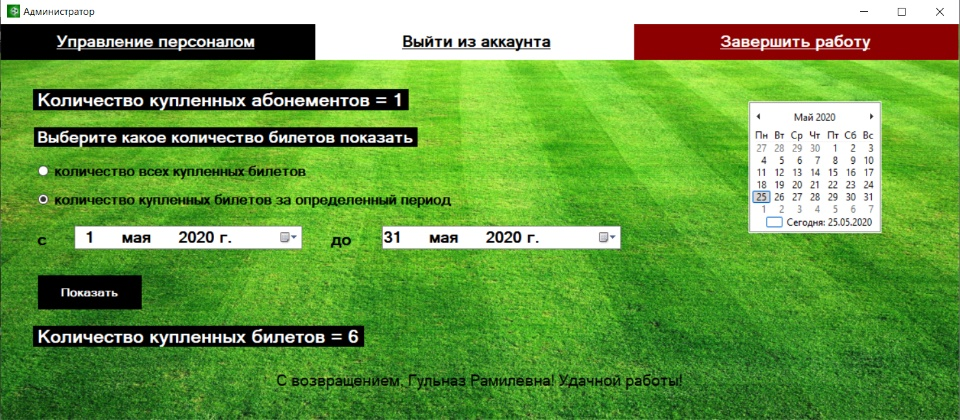 Администратор
Управление персоналом
Выйти из аккаунта
Завершить работу
Количество купленных абонементов = 1
Выберите какое количество билетов показать
количество всех купленных билетов
количество купленных билетов за определенный период
с 1 мая 2020 г. до 31 мая 2020 г.
Показать
Количество купленных билетов = 6
С возвращением, Гульназ Рамилевна! Удачной работы!
Май 2020
Пн Вт Ср Чт Пт Сб Вс
27 28 29 30 1 2 3
4 5 6 7 8 9 10
11 12 13 14 15 16 17
18 19 20 21 22 23 24
25 26 27 28 29 30 31
1 2 3 4 5 6 7
Сегодня: 25.05.2020